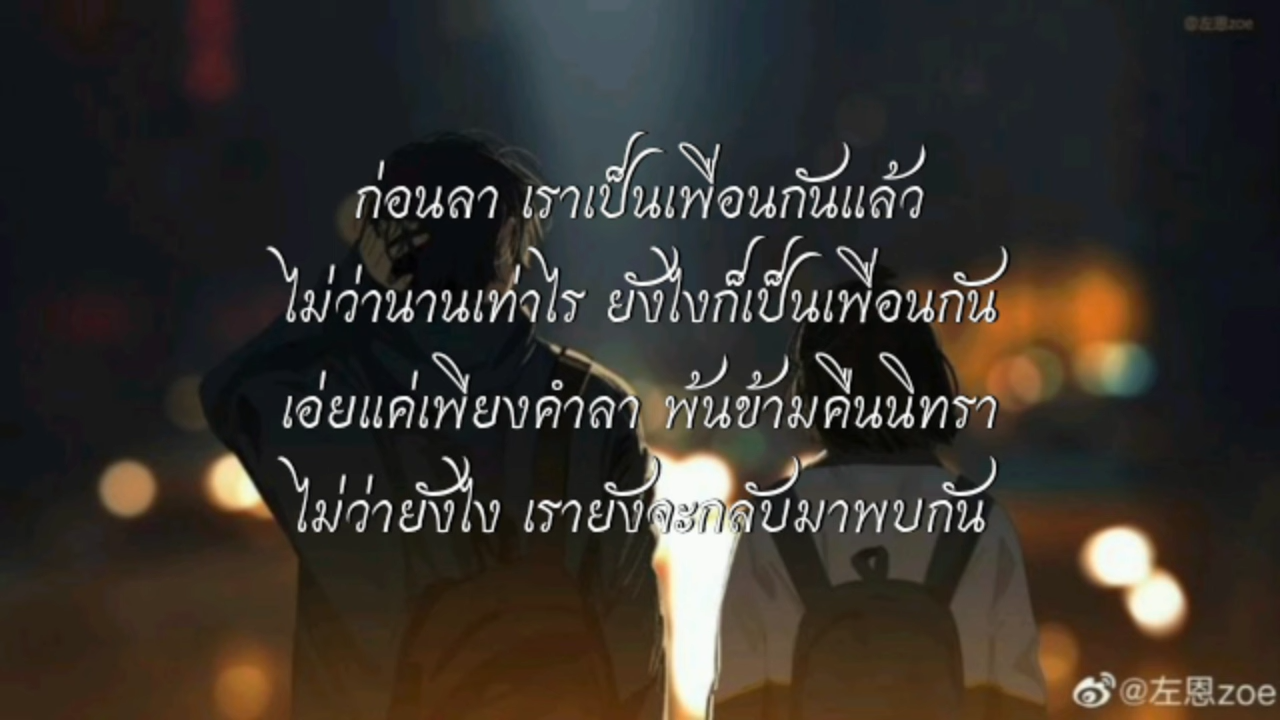 @左恩zoe
ก่อนลา เราเป็นเพื่อนกันแล้ว
ไม่ว่านานเท่าไร ยังไงก็เป็นเพื่อนกัน
เอ่ยแค่เพียงคำลา พ้นข้ามคืนนิทรา
ไม่ว่ายังไง เรายังจะกลับมาพบกัน
@左恩zoe